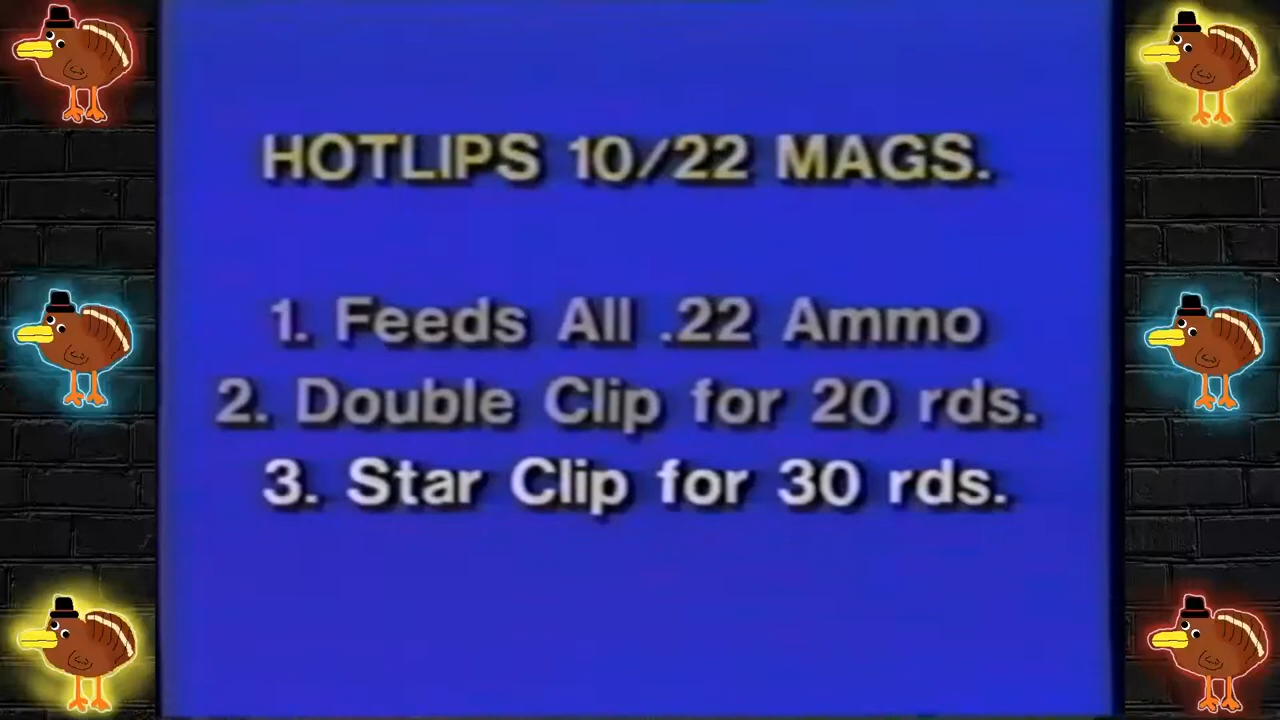 HOTLIPS 10/22 MAGS.
1. Feeds All .22 Ammo
2. Double Clip for 20 rds.
3. Star Clip for 30 rds.